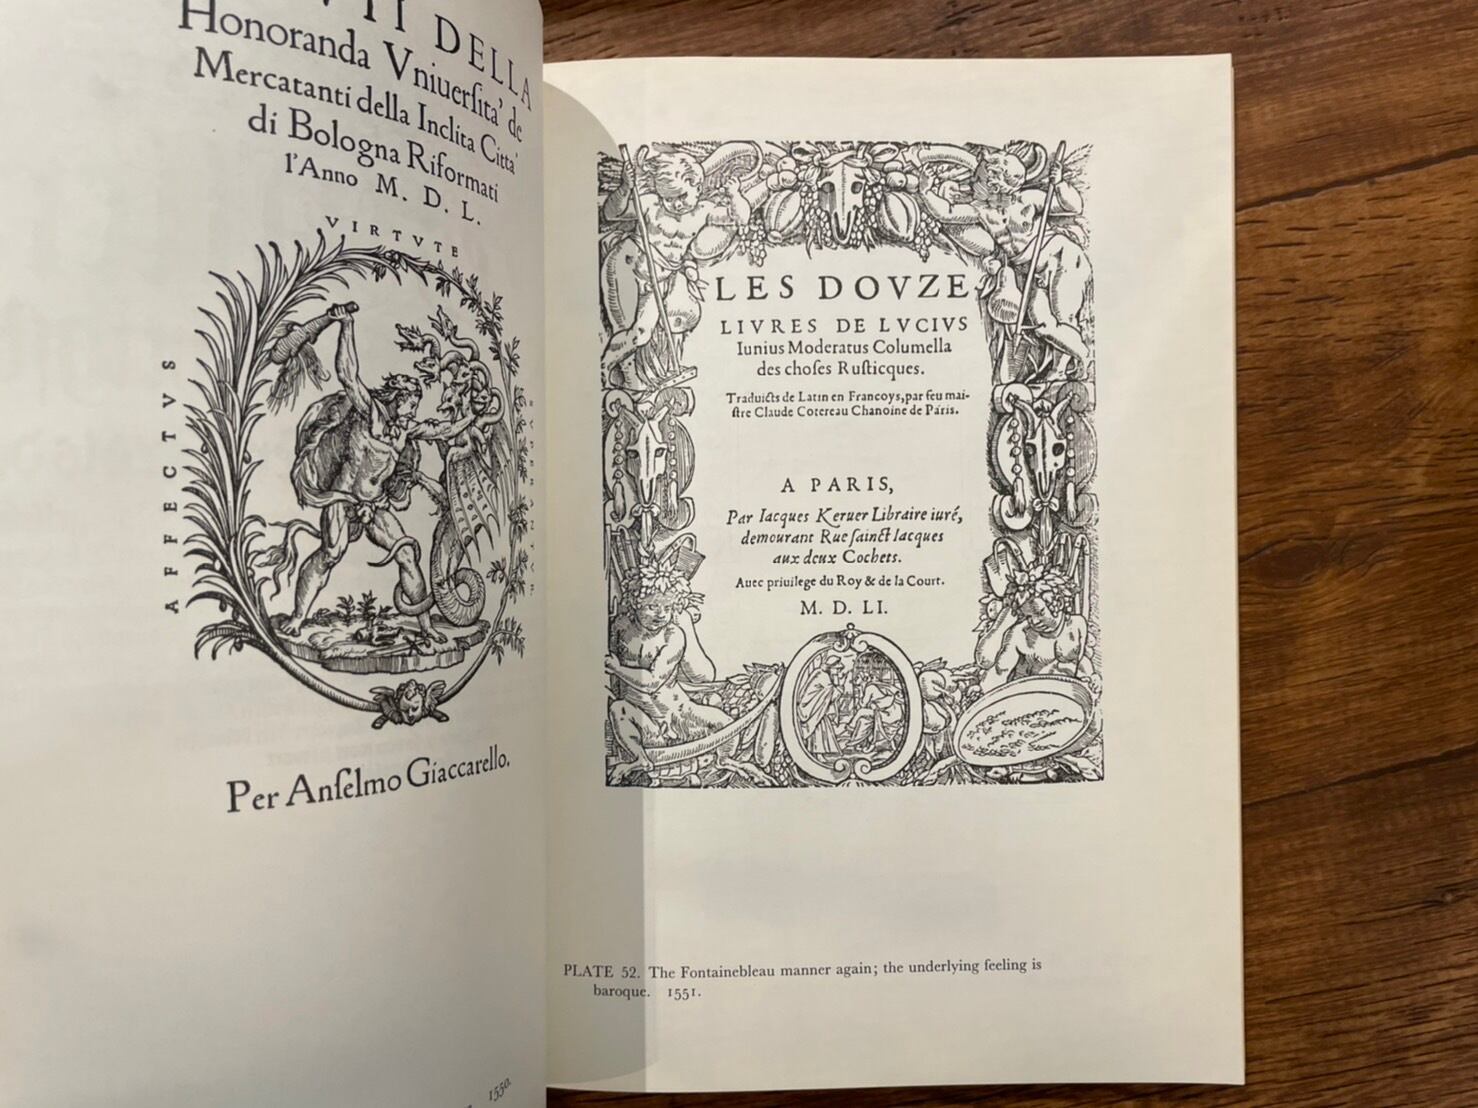 DELLA
Honoranda Vniuerſita' de
Mercatanti della Inclita Citta'
di Bologna Riformati
l'Anno M. D. L.
VIRTVTE
AFFECTVS
Per Anſelmo Giaccarello.
1550.
LES DOVZE
LIVRES DE LVCIVS
Iunius Moderatus Columella
des choſes Ruſticques.
Traduicts de Latin en Francoys, par feu mai-
ſtre Claude Cotereau Chanoine de Paris.
A PARIS,
Par Iacques Keruer Libraire iuré,
demourant Rue ſainct Iacques
aux deux Cochets.
Auec priuilege du Roy & de la Court.
M. D. LI.
PLATE 52. The Fontainebleau manner again; the underlying feeling is
baroque. 1551.